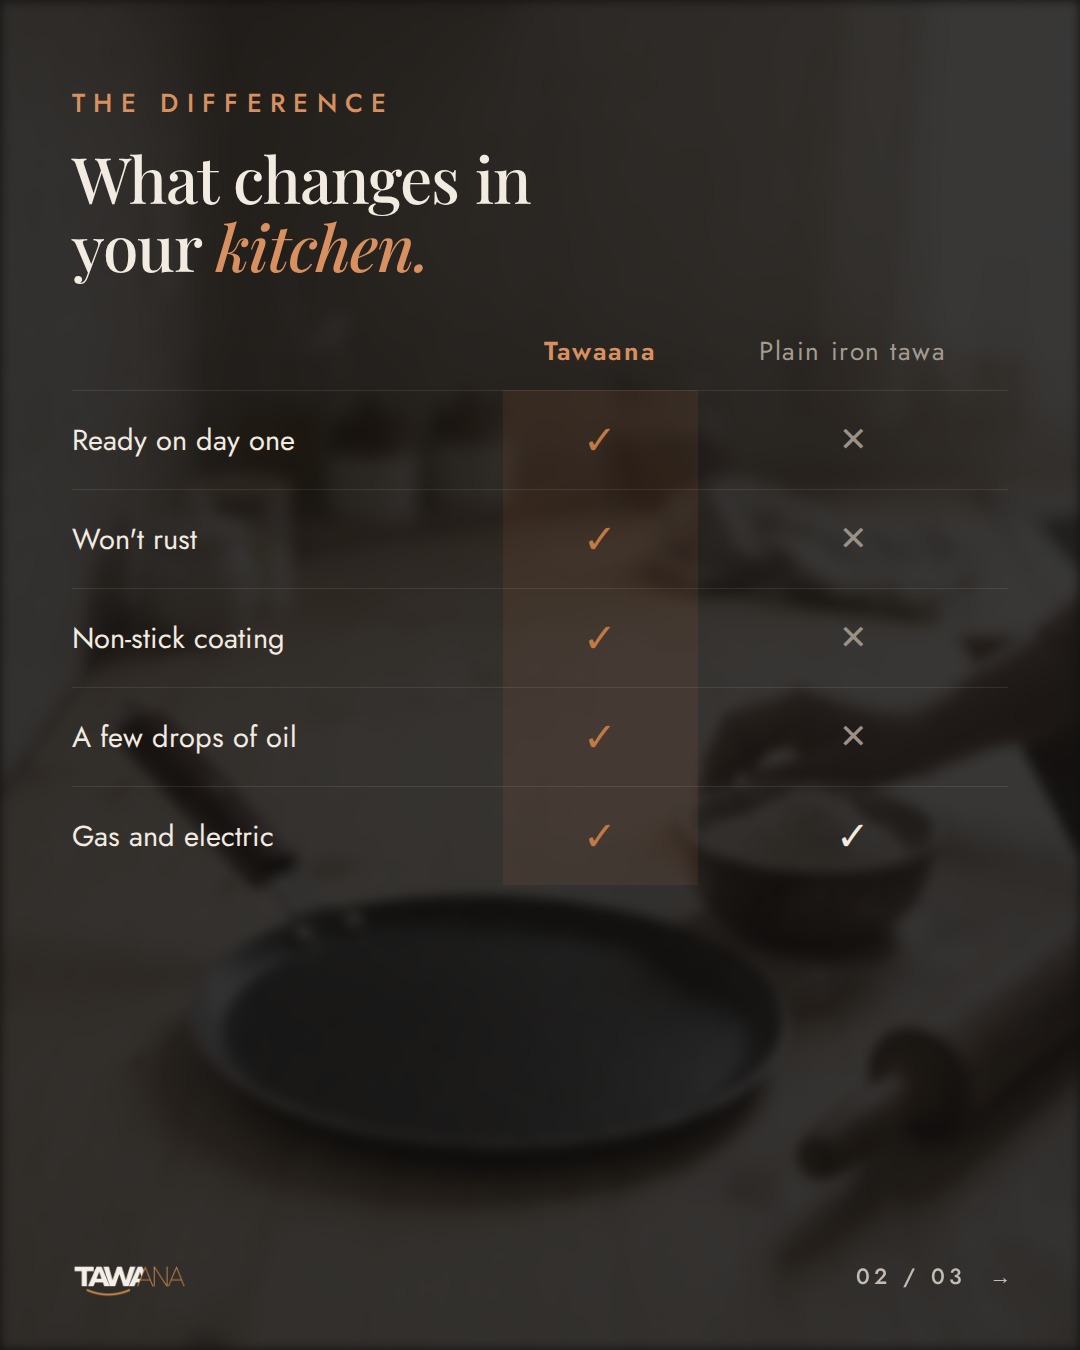 THE DIFFERENCE
What changes in
your kitchen.
Tawaana Plain iron tawa
Ready on day one ✓ ✕
Won't rust ✓ ✕
Non-stick coating ✓ ✕
A few drops of oil ✓ ✕
Gas and electric ✓ ✓
TAWAANA 02 / 03 →